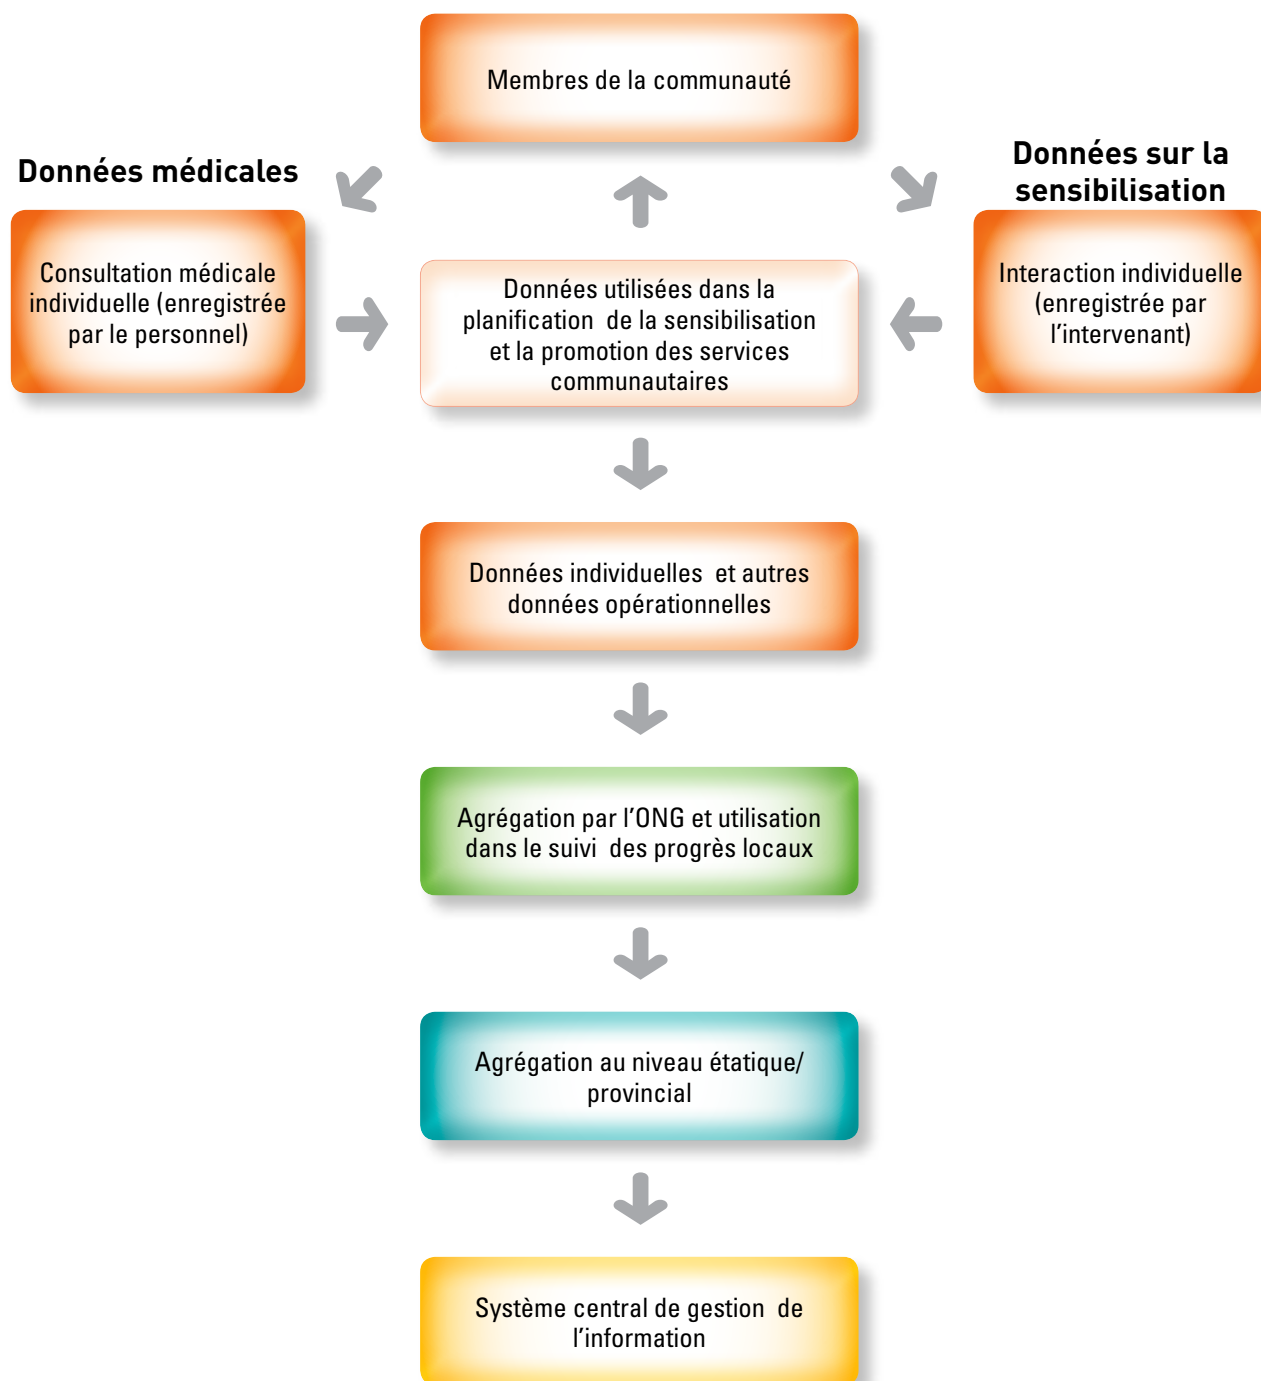 Membres de la communauté
Données médicales
Données sur la
sensibilisation
Consultation médicale
individuelle (enregistrée
par le personnel)
Données utilisées dans la
planification de la sensibilisation
et la promotion des services
communautaires
Interaction individuelle
(enregistrée par
l'intervenant)
Données individuelles et autres
données opérationnelles
Agrégation par l'ONG et utilisation
dans le suivi des progrès locaux
Agrégation au niveau étatique/
provincial
Système central de gestion de
l'information